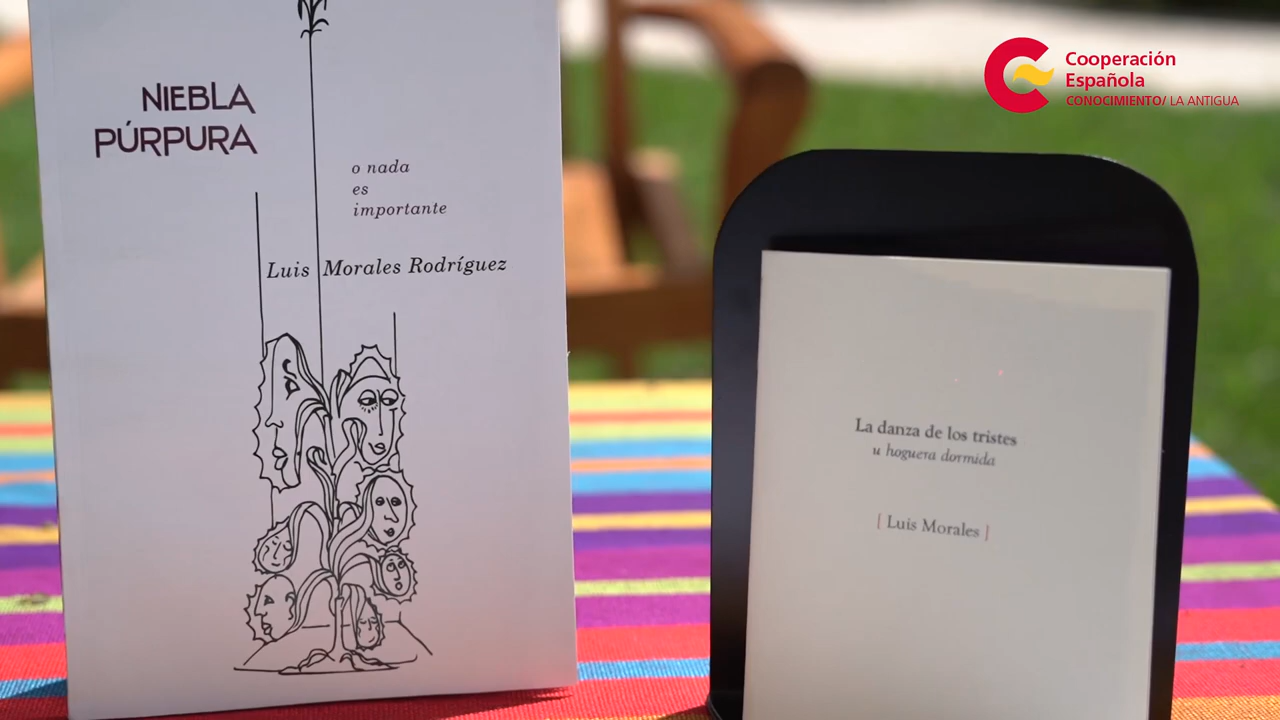 NIEBLA
PÚRPURA
o nada
es
importante
Luis Morales Rodríguez
La danza de los tristes
u hoguera dormida
[ Luis Morales ]
Cooperación
Española
CONOCIMIENTO/ LA ANTIGUA